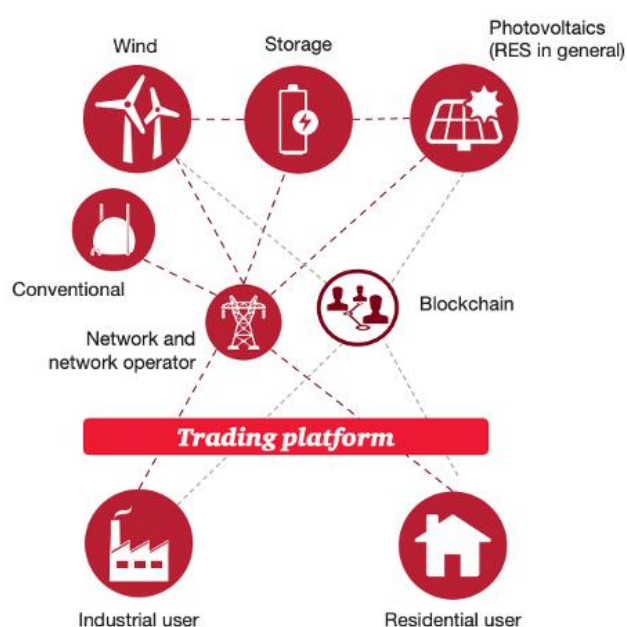 Wind
Storage
Photovoltaics
(RES in general)
Conventional
Network and
network operator
Blockchain
Trading platform
Industrial user
Residential user